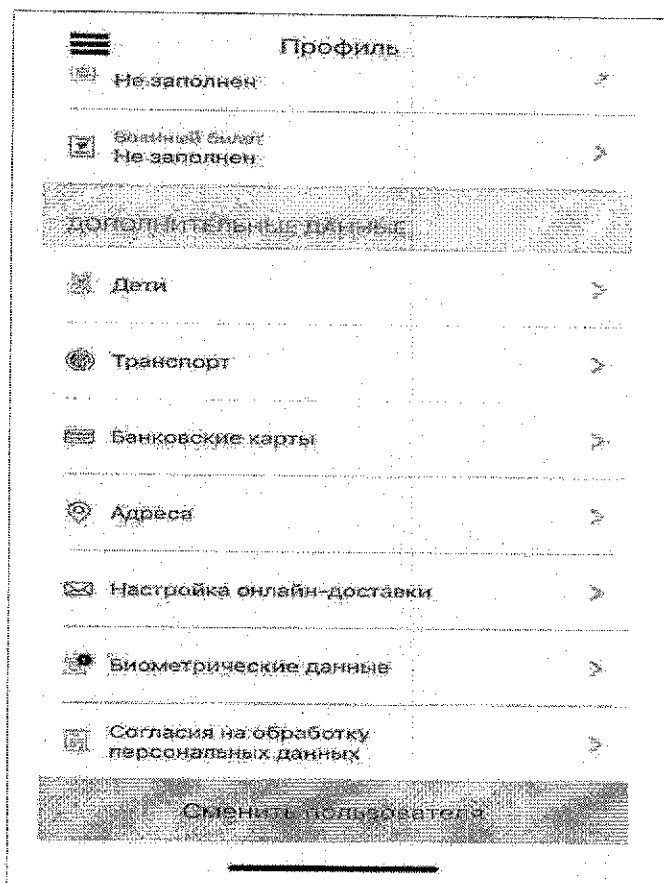 Профиль
Не заполнен
Военный билет
Не заполнен
ДОПОЛНИТЕЛЬНЫЕ ДАННЫЕ
Дети
Транспорт
Банковские карты
Адреса
Настройка онлайн-доставки
Биометрические данные
Согласия на обработку
персональных данных
Сменить пользователя